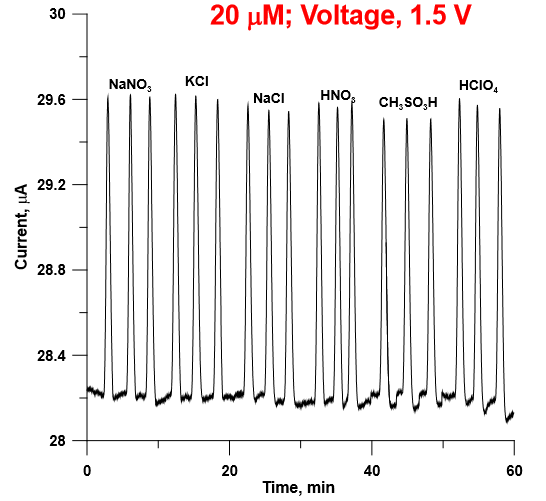 20 μM; Voltage, 1.5 V
30
29.6
29.2
28.8
28.4
28
Current, μA
NaNO₃
KCl
NaCl
HNO₃
CH₃SO₃H
HClO₄
0
20
40
60
Time, min